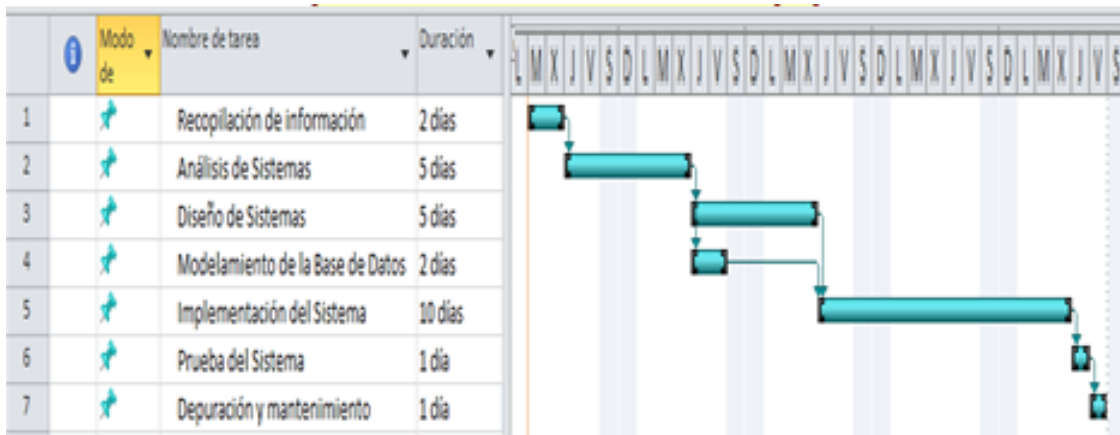 Modo de Nombre de tarea Duración L M X J V S D L M X J V S D L M X J V S D L M X J V S D L M X J V S
1 Recopilación de información 2 días
2 Análisis de Sistemas 5 días
3 Diseño de Sistemas 5 días
4 Modelamiento de la Base de Datos 2 días
5 Implementación del Sistema 10 días
6 Prueba del Sistema 1 día
7 Depuración y mantenimiento 1 día